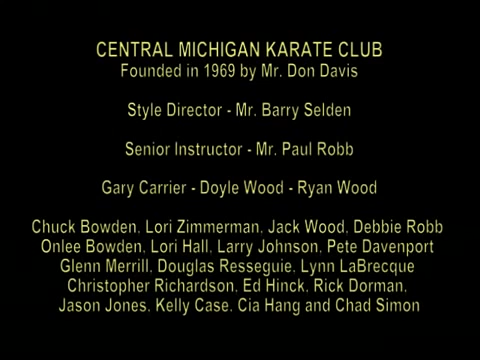 CENTRAL MICHIGAN KARATE CLUB
Founded in 1969 by Mr. Don Davis
Style Director - Mr. Barry Selden
Senior Instructor - Mr. Paul Robb
Gary Carrier - Doyle Wood - Ryan Wood
Chuck Bowden, Lori Zimmerman, Jack Wood, Debbie Robb
Onlee Bowden, Lori Hall, Larry Johnson, Pete Davenport
Glenn Merrill, Douglas Resseguie, Lynn LaBrecque
Christopher Richardson, Ed Hinck, Rick Dorman,
Jason Jones, Kelly Case, Cia Hang and Chad Simon